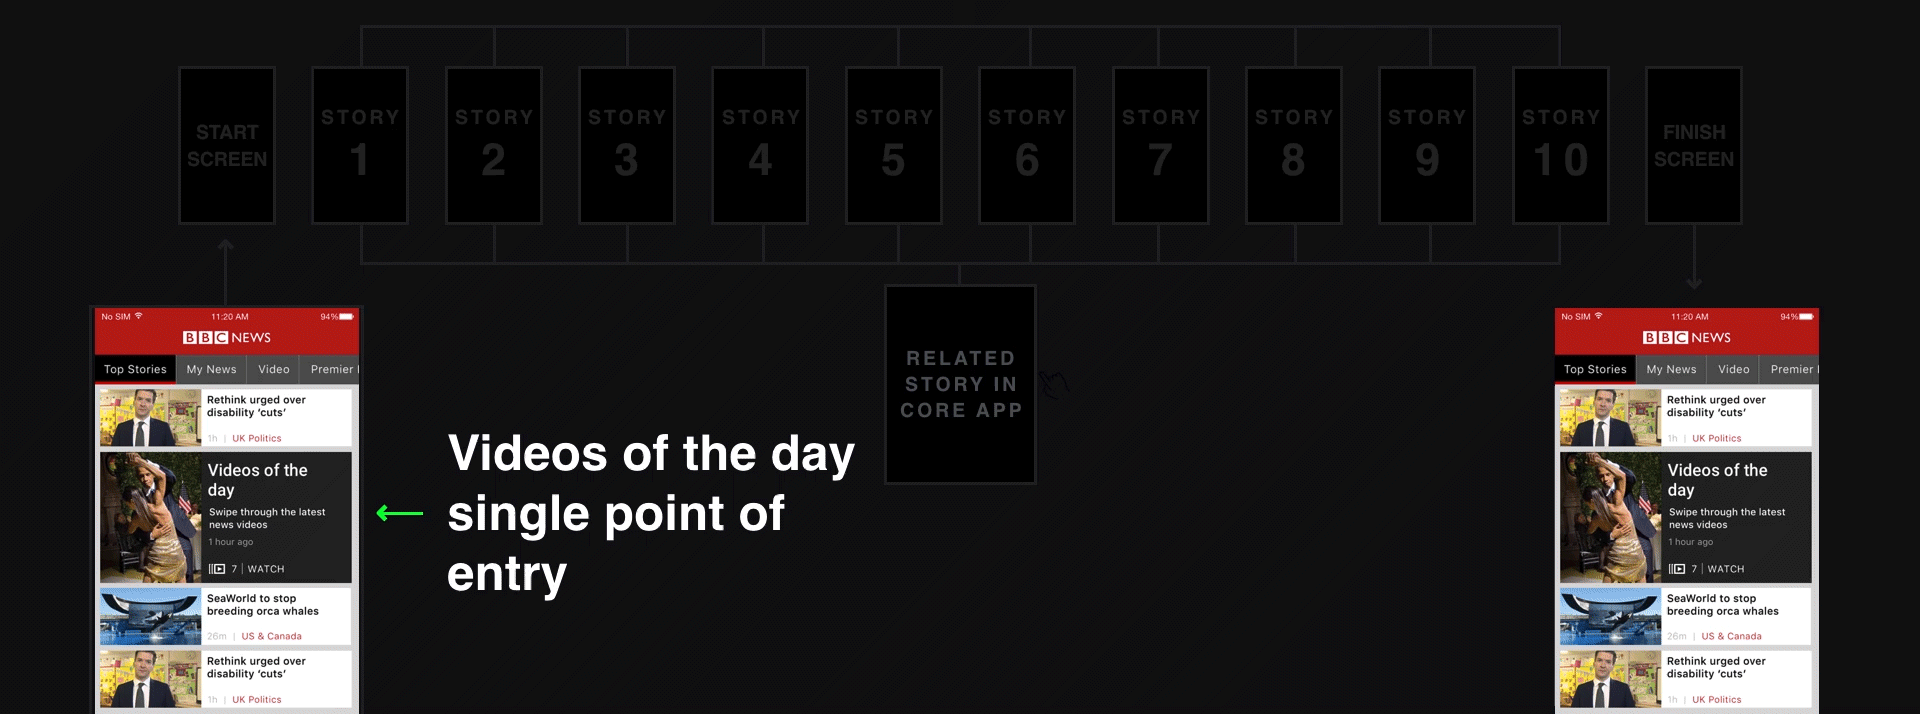 START
SCREEN
STORY
1
STORY
2
STORY
3
STORY
4
STORY
5
STORY
6
STORY
7
STORY
8
STORY
9
STORY
10
FINISH
SCREEN
No SIM 11:20 AM 94%
BBC NEWS
Top Stories My News Video Premier
Rethink urged over
disability ‘cuts’
1h | UK Politics
Videos of the
day
Swipe through the latest
news videos
1 hour ago
7 | WATCH
SeaWorld to stop
breeding orca whales
26m | US & Canada
Rethink urged over
disability ‘cuts’
1h | UK Politics
Videos of the day
single point of
entry
RELATED
STORY IN
CORE APP
No SIM 11:20 AM 94%
BBC NEWS
Top Stories My News Video Premier
Rethink urged over
disability ‘cuts’
1h | UK Politics
Videos of the
day
Swipe through the latest
news videos
1 hour ago
7 | WATCH
SeaWorld to stop
breeding orca whales
26m | US & Canada
Rethink urged over
disability ‘cuts’
1h | UK Politics